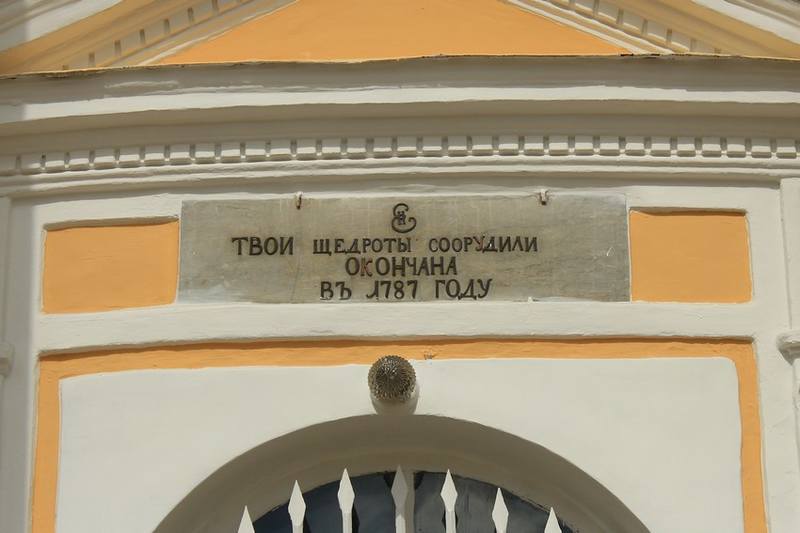 ТВОИ ЩЕДРОТЫ СООРУДИЛИ
ОКОНЧАНА
ВЪ 1787 ГОДУ